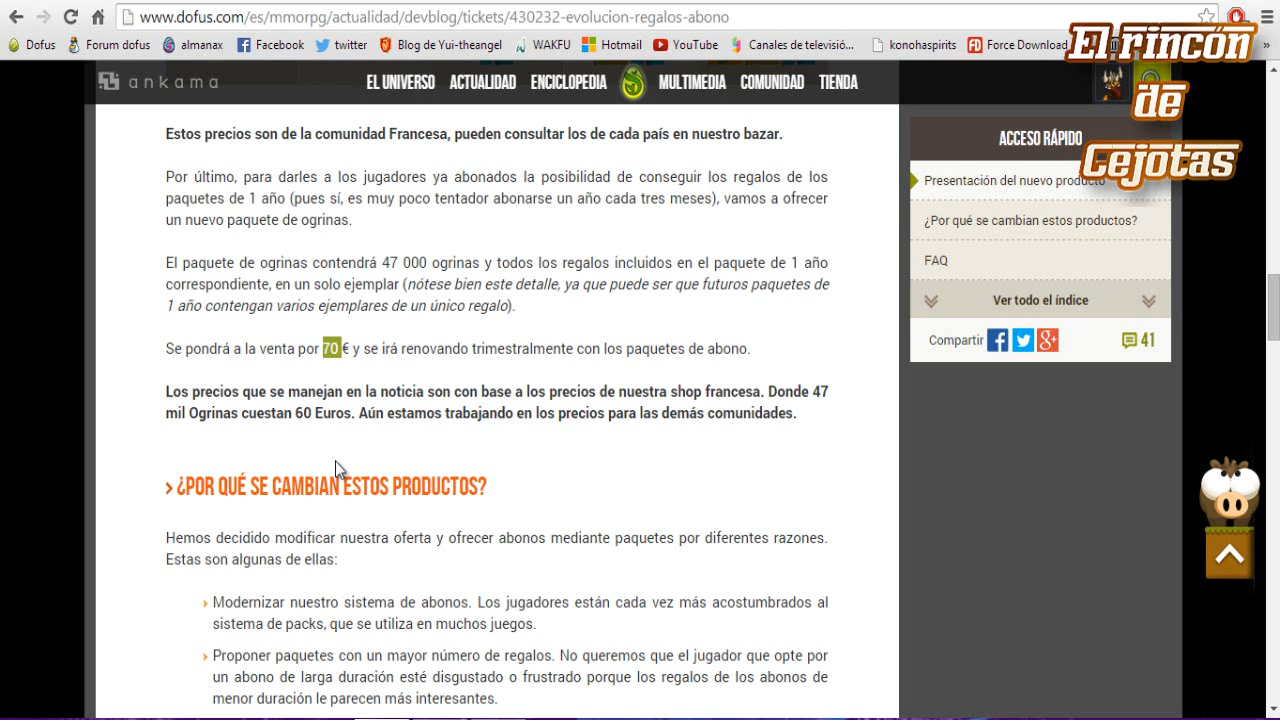 www.dofus.com/es/mmorpg/actualidad/devblog/tickets/430232-evolucion-regalos-abono
Dofus Forum dofus almanax Facebook twitter Blog de Yui-theangel WAKFU Hotmail YouTube Canales de televisió... konohaspirits Force Download »
El rincón
de
Cejotas
ankama EL UNIVERSO ACTUALIDAD ENCICLOPEDIA MULTIMEDIA COMUNIDAD TIENDA
Estos precios son de la comunidad Francesa, pueden consultar los de cada país en nuestro bazar.
Por último, para darles a los jugadores ya abonados la posibilidad de conseguir los regalos de los
paquetes de 1 año (pues sí, es muy poco tentador abonarse un año cada tres meses), vamos a ofrecer
un nuevo paquete de ogrinas.
El paquete de ogrinas contendrá 47 000 ogrinas y todos los regalos incluidos en el paquete de 1 año
correspondiente, en un solo ejemplar (nótese bien este detalle, ya que puede ser que futuros paquetes de
1 año contengan varios ejemplares de un único regalo).
Se pondrá a la venta por 70 € y se irá renovando trimestralmente con los paquetes de abono.
Los precios que se manejan en la noticia son con base a los precios de nuestra shop francesa. Donde 47
mil Ogrinas cuestan 60 Euros. Aún estamos trabajando en los precios para las demás comunidades.
› ¿POR QUÉ SE CAMBIAN ESTOS PRODUCTOS?
Hemos decidido modificar nuestra oferta y ofrecer abonos mediante paquetes por diferentes razones.
Estas son algunas de ellas:
› Modernizar nuestro sistema de abonos. Los jugadores están cada vez más acostumbrados al
sistema de packs, que se utiliza en muchos juegos.
› Proponer paquetes con un mayor número de regalos. No queremos que el jugador que opte por
un abono de larga duración esté disgustado o frustrado porque los regalos de los abonos de
menor duración le parecen más interesantes.
ACCESO RÁPIDO
Presentación del nuevo producto
¿Por qué se cambian estos productos?
FAQ
Ver todo el índice
Compartir 41